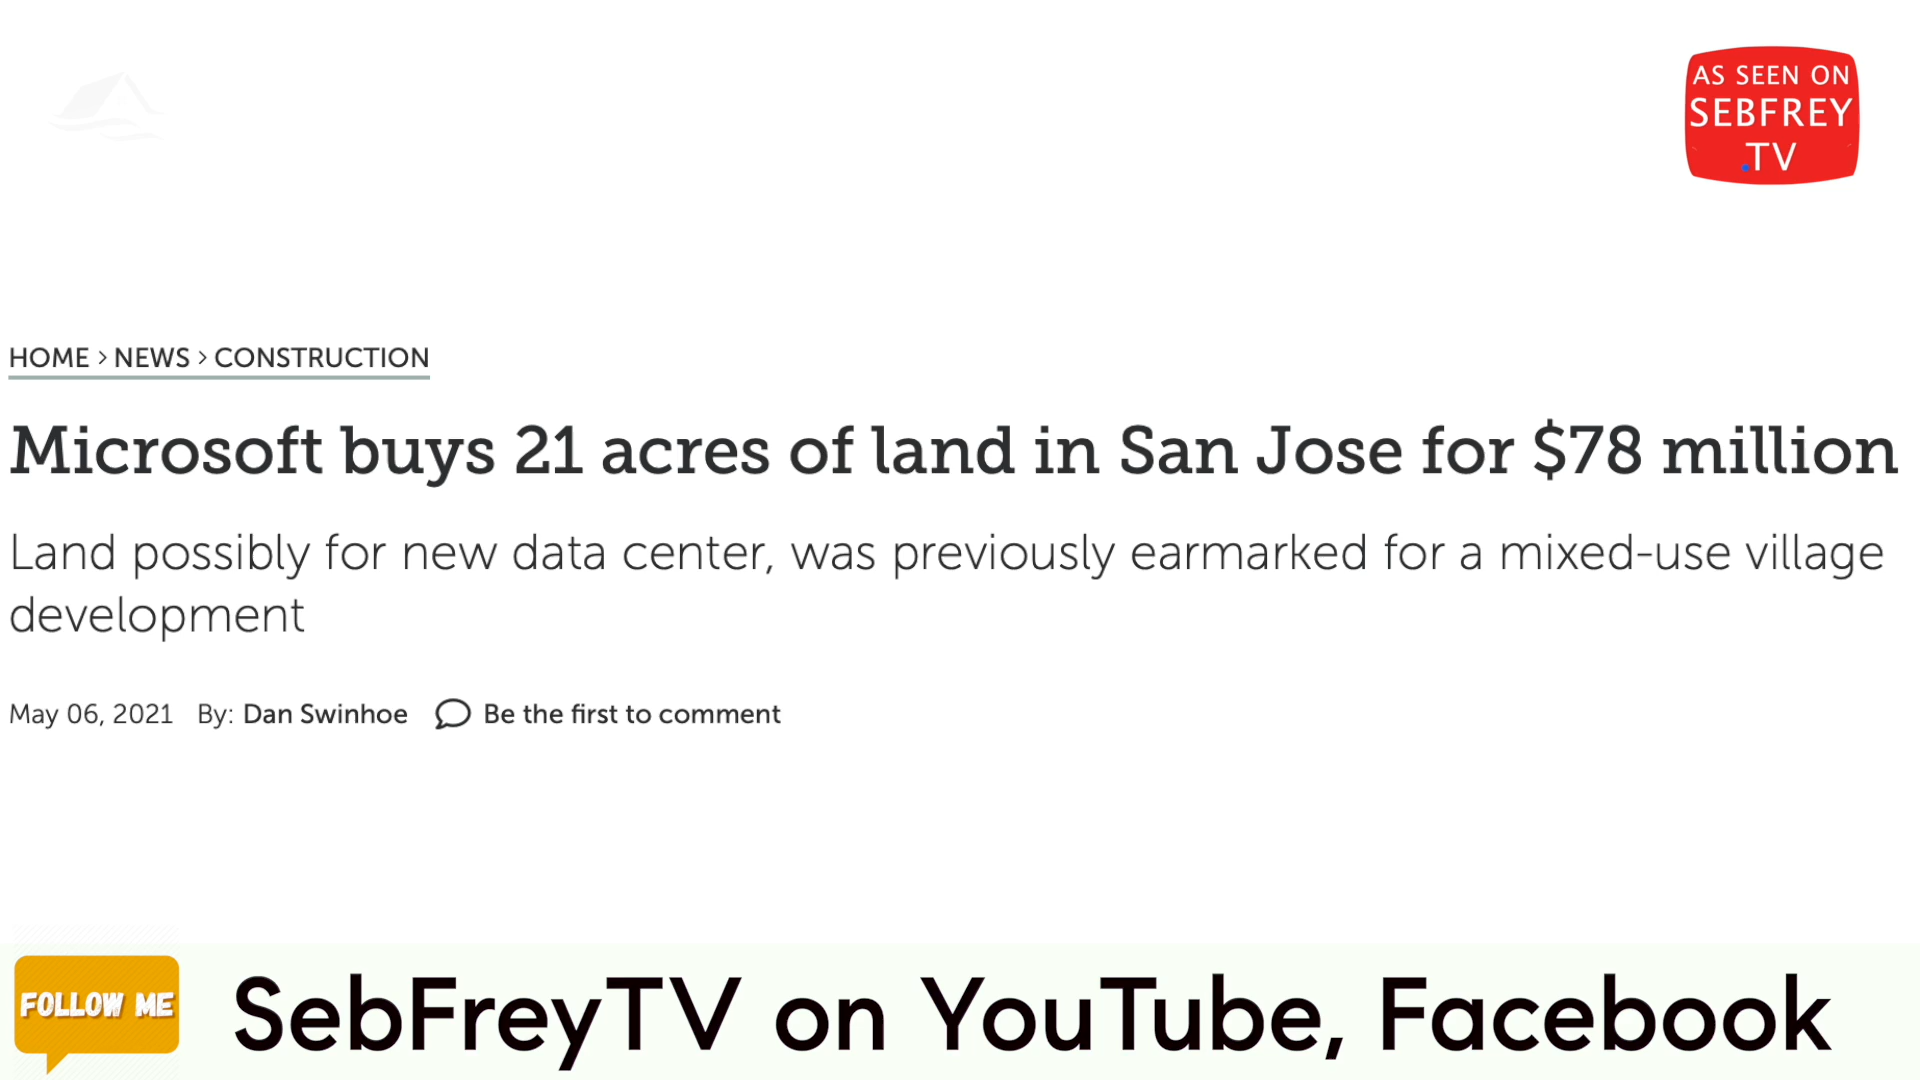 AS SEEN ON
SEBFREY
.TV
HOME > NEWS > CONSTRUCTION
Microsoft buys 21 acres of land in San Jose for $78 million
Land possibly for new data center, was previously earmarked for a mixed-use village
development
May 06, 2021 By: Dan Swinhoe Be the first to comment
FOLLOW ME
SebFreyTV on YouTube, Facebook